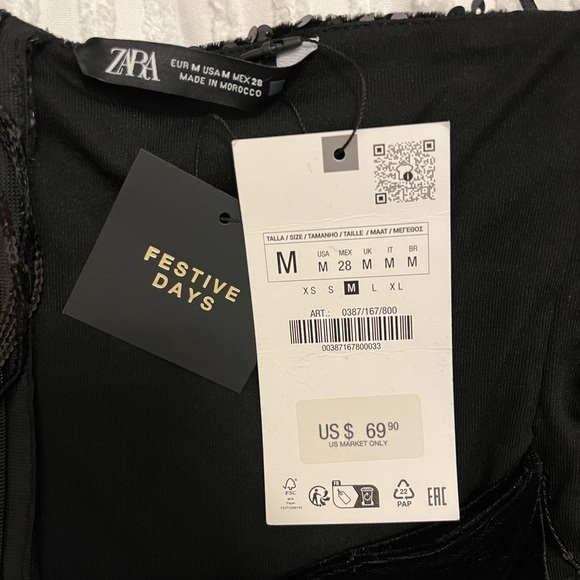 ZARA
EUR M USA M MEX 28
MADE IN MOROCCO
FESTIVE
DAYS
TALLA / SIZE / TAMANHO / TAILLE / MAAT / ΜΕΓΕΘΟΣ
M
USA MEX UK IT BR
M 28 M M M
XS S M L XL
ART.: 0387/167/800
00387167800033
US $ 69 90
US MARKET ONLY
FSC
FR
22
PAP
EAC